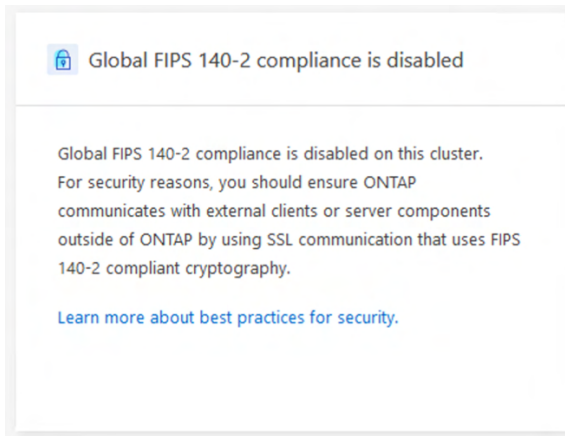 Global FIPS 140-2 compliance is disabled
Global FIPS 140-2 compliance is disabled on this cluster.
For security reasons, you should ensure ONTAP
communicates with external clients or server components
outside of ONTAP by using SSL communication that uses FIPS
140-2 compliant cryptography.
Learn more about best practices for security.